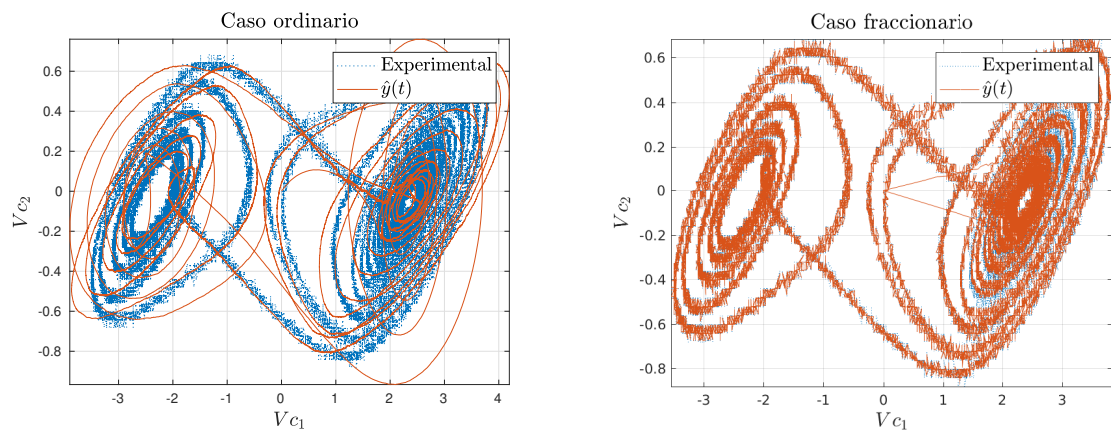 Caso ordinario
Experimental
ŷ(t)
0.6
0.4
0.2
0
-0.2
-0.4
-0.6
-0.8
Vc₂
-3 -2 -1 0 1 2 3 4
Vc₁
Caso fraccionario
Experimental
ŷ(t)
0.6
0.4
0.2
0
-0.2
-0.4
-0.6
-0.8
Vc₂
-3 -2 -1 0 1 2 3
Vc₁